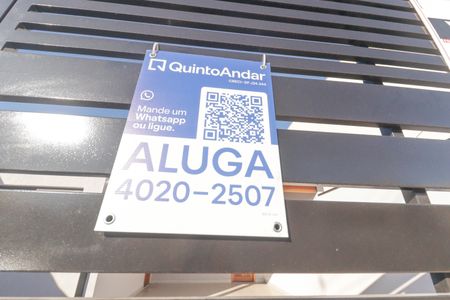 QuintoAndar
Mande um
Whatsapp
ou ligue.
ALUGA
4020-2507